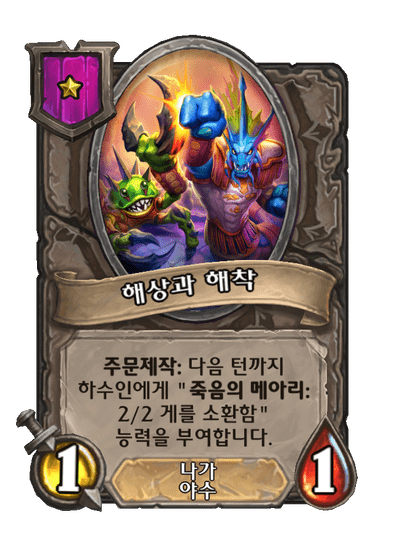 해상과 해착
주문제작: 다음 턴까지
하수인에게 "죽음의 메아리:
2/2 게를 소환함"
능력을 부여합니다.
1
나가
야수
1